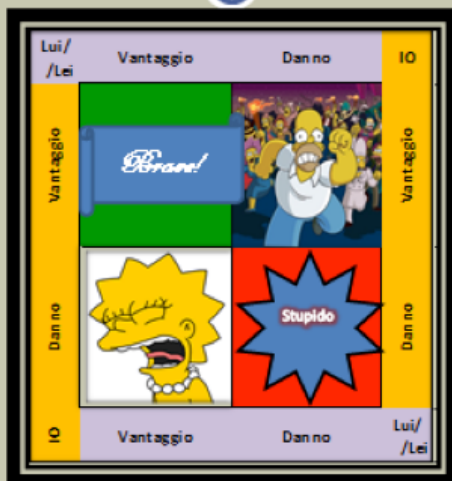 Lui/
/Lei
Vantaggio
Danno
IO
Vantaggio
Bravo!
Vantaggio
Danno
Stupido
Danno
IO
Vantaggio
Danno
Lui/
/Lei